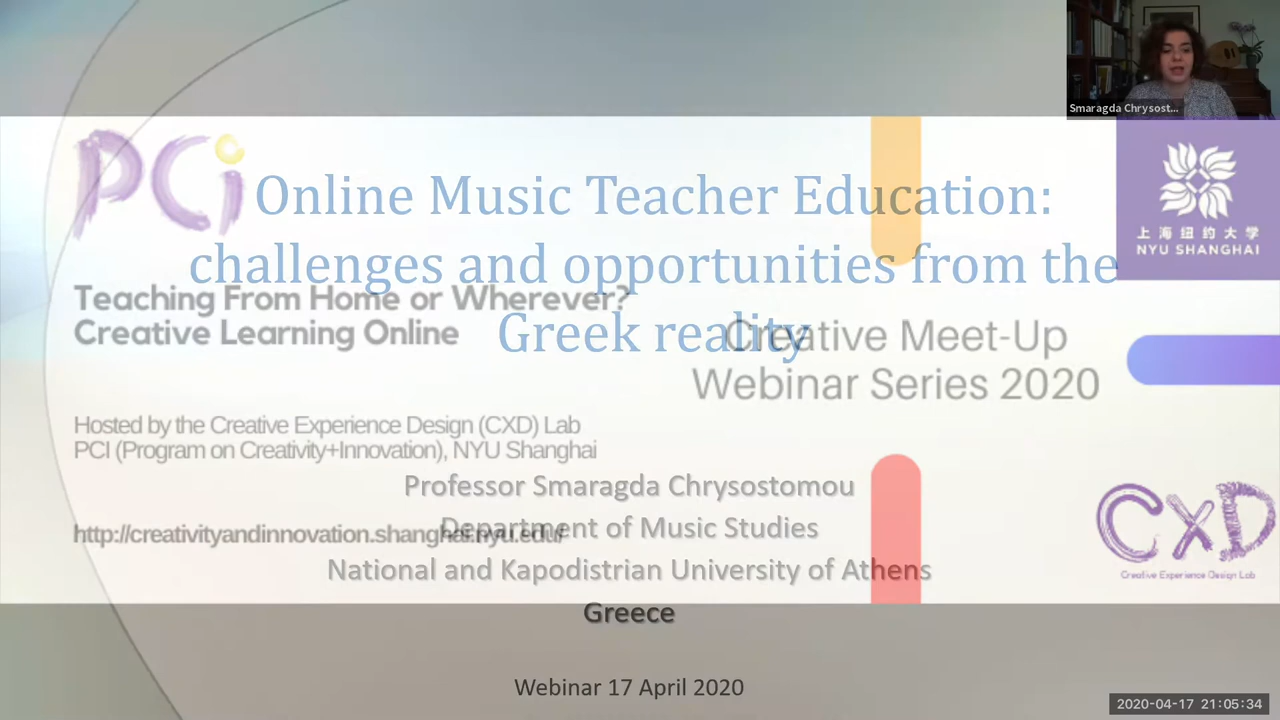 Smaragda Chrysost...
PCi
Online Music Teacher Education:
challenges and opportunities from the
Greek reality
上海纽约大学
NYU SHANGHAI
Teaching From Home or Wherever?
Creative Learning Online
Creative Meet-Up
Webinar Series 2020
Hosted by the Creative Experience Design (CXD) Lab
PCI (Program on Creativity+Innovation), NYU Shanghai
Professor Smaragda Chrysostomou
Department of Music Studies
http://creativityandinnovation.shanghai.nyu.edu/
National and Kapodistrian University of Athens
Greece
CXD
Creative Experience Design Lab
Webinar 17 April 2020
2020-04-17 21:05:34